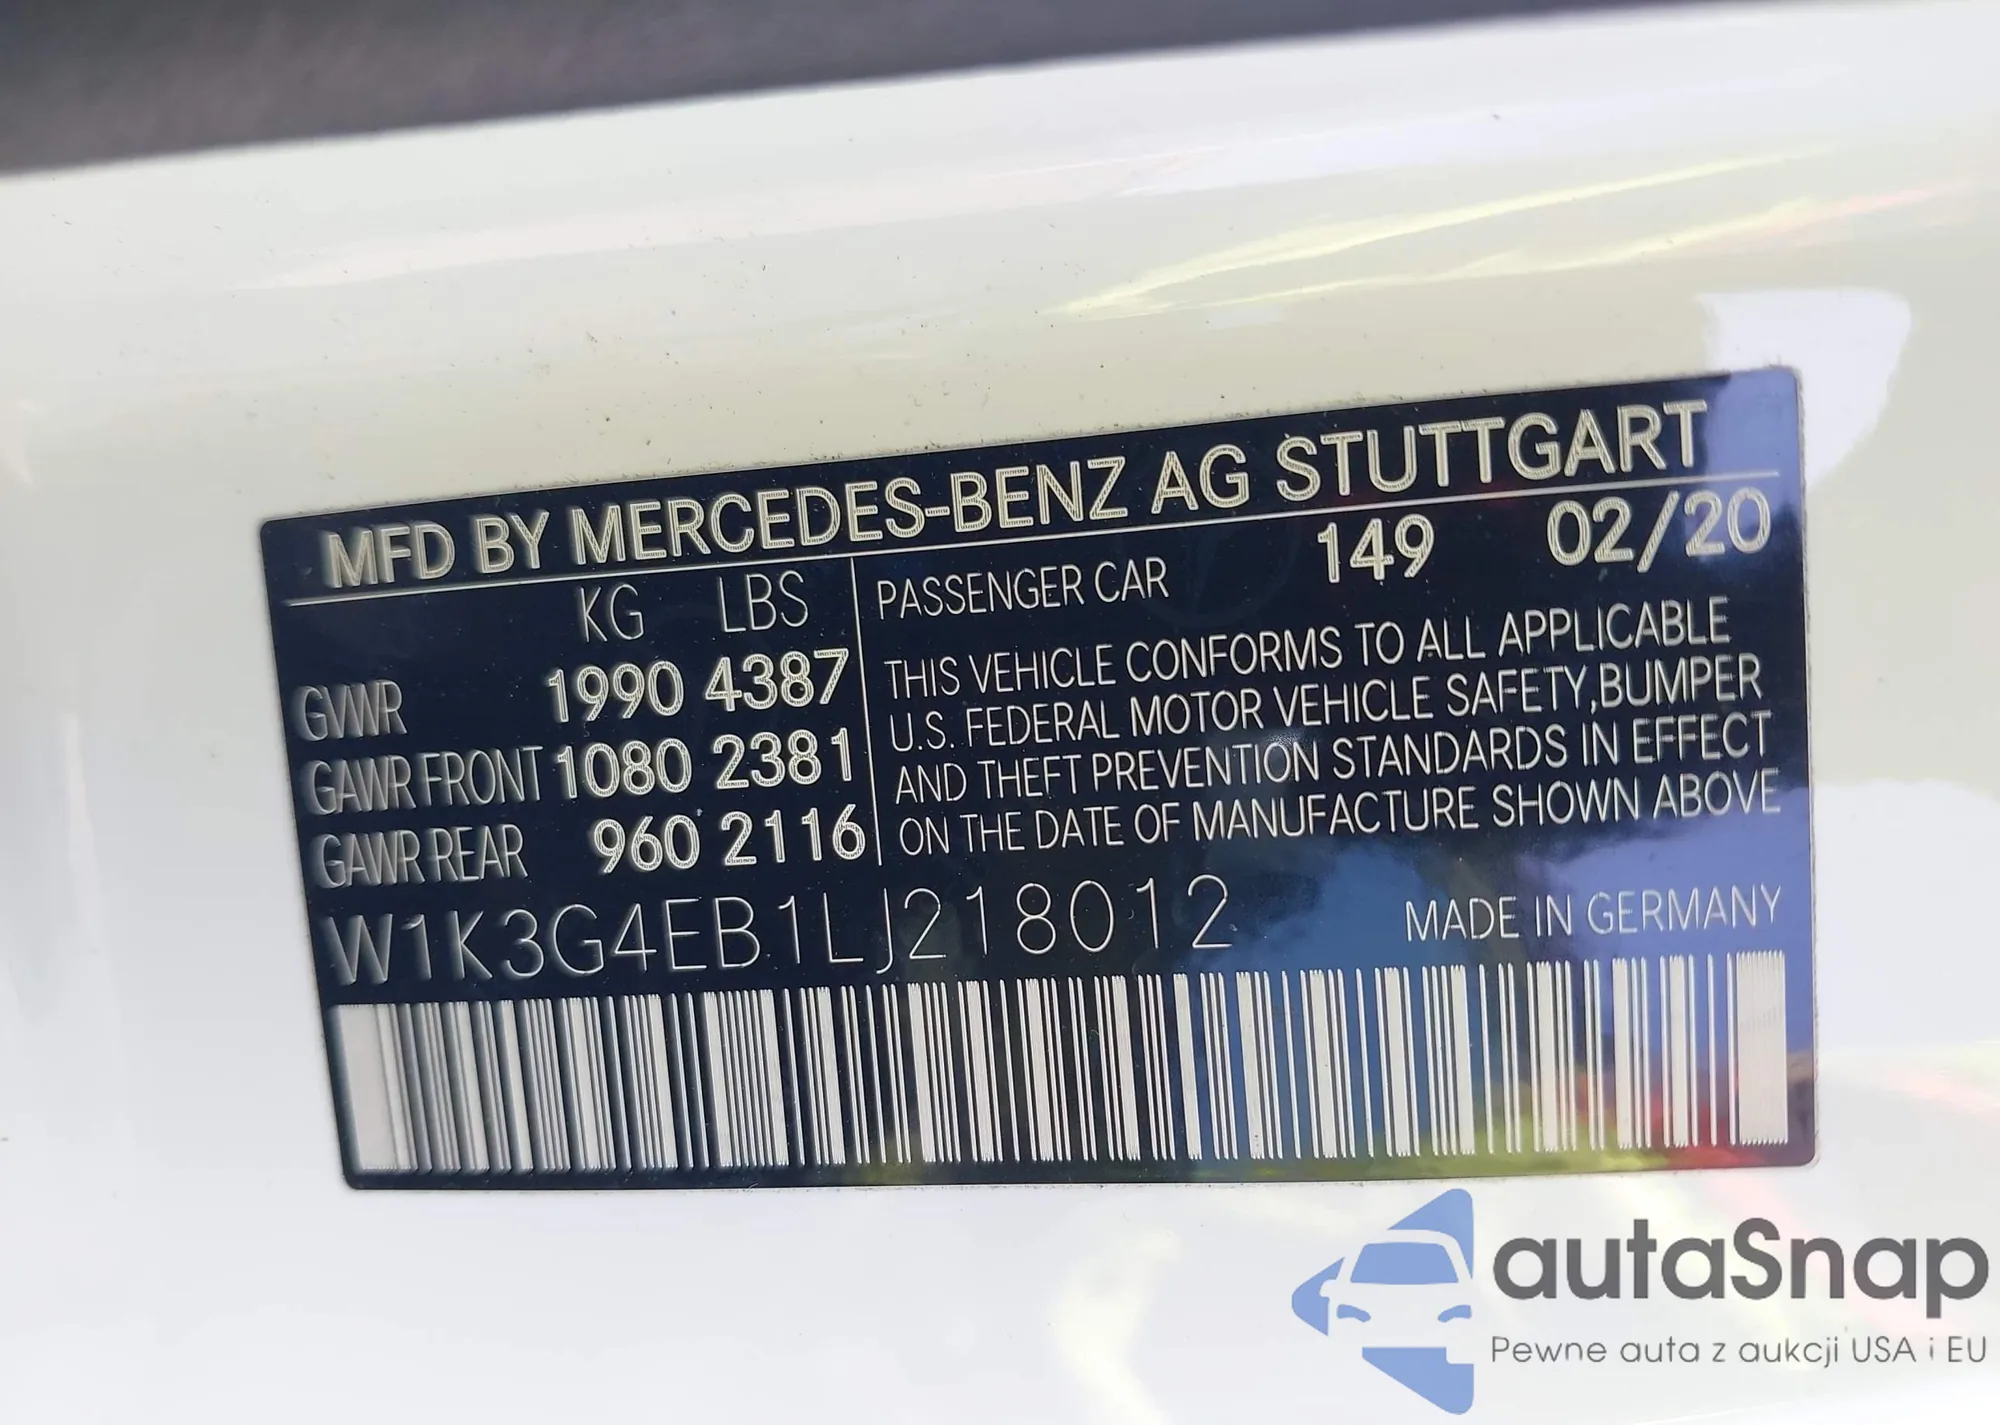 MFD BY MERCEDES-BENZ AG STUTTGART
KG LBS
GVWR 1990 4387
GAWR FRONT 1080 2381
GAWR REAR 960 2116
PASSENGER CAR 149 02/20
THIS VEHICLE CONFORMS TO ALL APPLICABLE
U.S. FEDERAL MOTOR VEHICLE SAFETY, BUMPER
AND THEFT PREVENTION STANDARDS IN EFFECT
ON THE DATE OF MANUFACTURE SHOWN ABOVE
W1K3G4EB1LJ218012 MADE IN GERMANY
autaSnap
Pewne auta z aukcji USA i EU